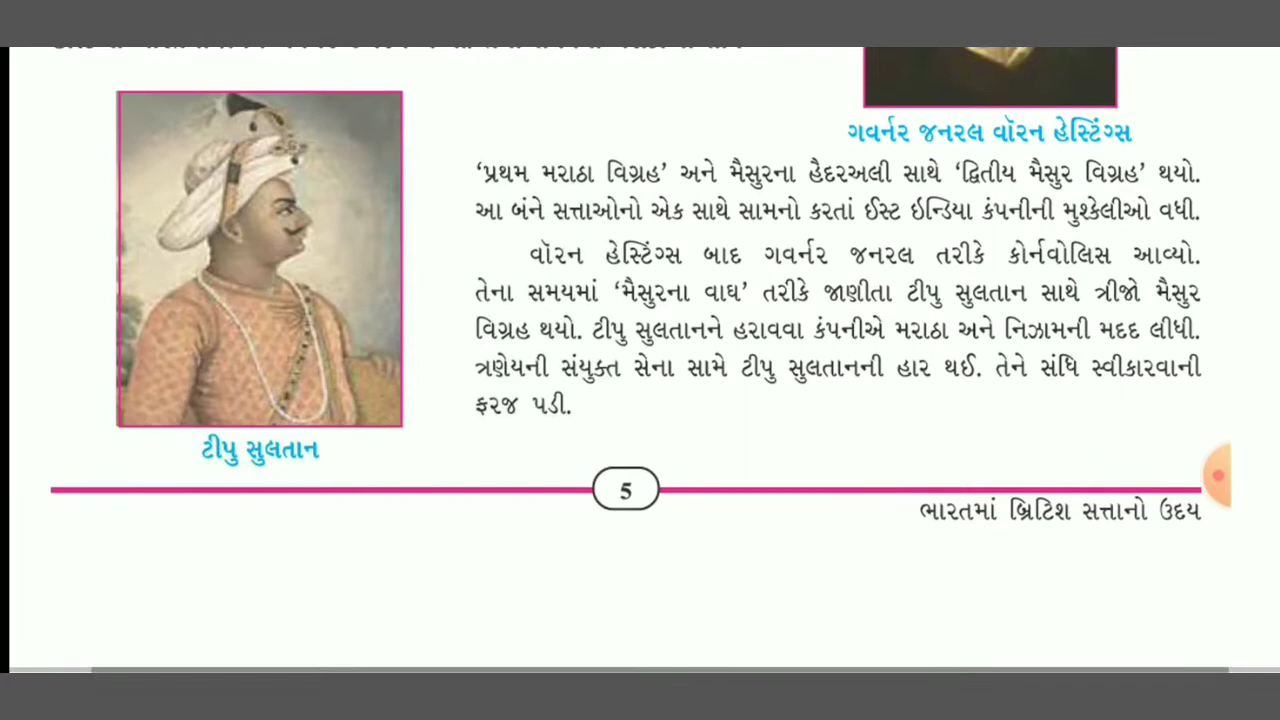 ગવર્નર જનરલ વૉરન હેસ્ટિંગ્સ
‘પ્રથમ મરાઠા વિગ્રહ’ અને મૈસુરના હૈદરઅલી સાથે ‘દ્વિતીય મૈસુર વિગ્રહ’ થયો.
આ બંને સત્તાઓનો એક સાથે સામનો કરતાં ઈસ્ટ ઇન્ડિયા કંપનીની મુશ્કેલીઓ વધી.
વૉરન હેસ્ટિંગ્સ બાદ ગવર્નર જનરલ તરીકે કોર્નવોલિસ આવ્યો.
તેના સમયમાં ‘મૈસુરના વાઘ’ તરીકે જાણીતા ટીપુ સુલતાન સાથે ત્રીજો મૈસુર
વિગ્રહ થયો. ટીપુ સુલતાનને હરાવવા કંપનીએ મરાઠા અને નિઝામની મદદ લીધી.
ત્રણેયની સંયુક્ત સેના સામે ટીપુ સુલતાનની હાર થઈ. તેને સંધિ સ્વીકારવાની
ફરજ પડી.
ટીપુ સુલતાન
5
ભારતમાં બ્રિટિશ સત્તાનો ઉદય